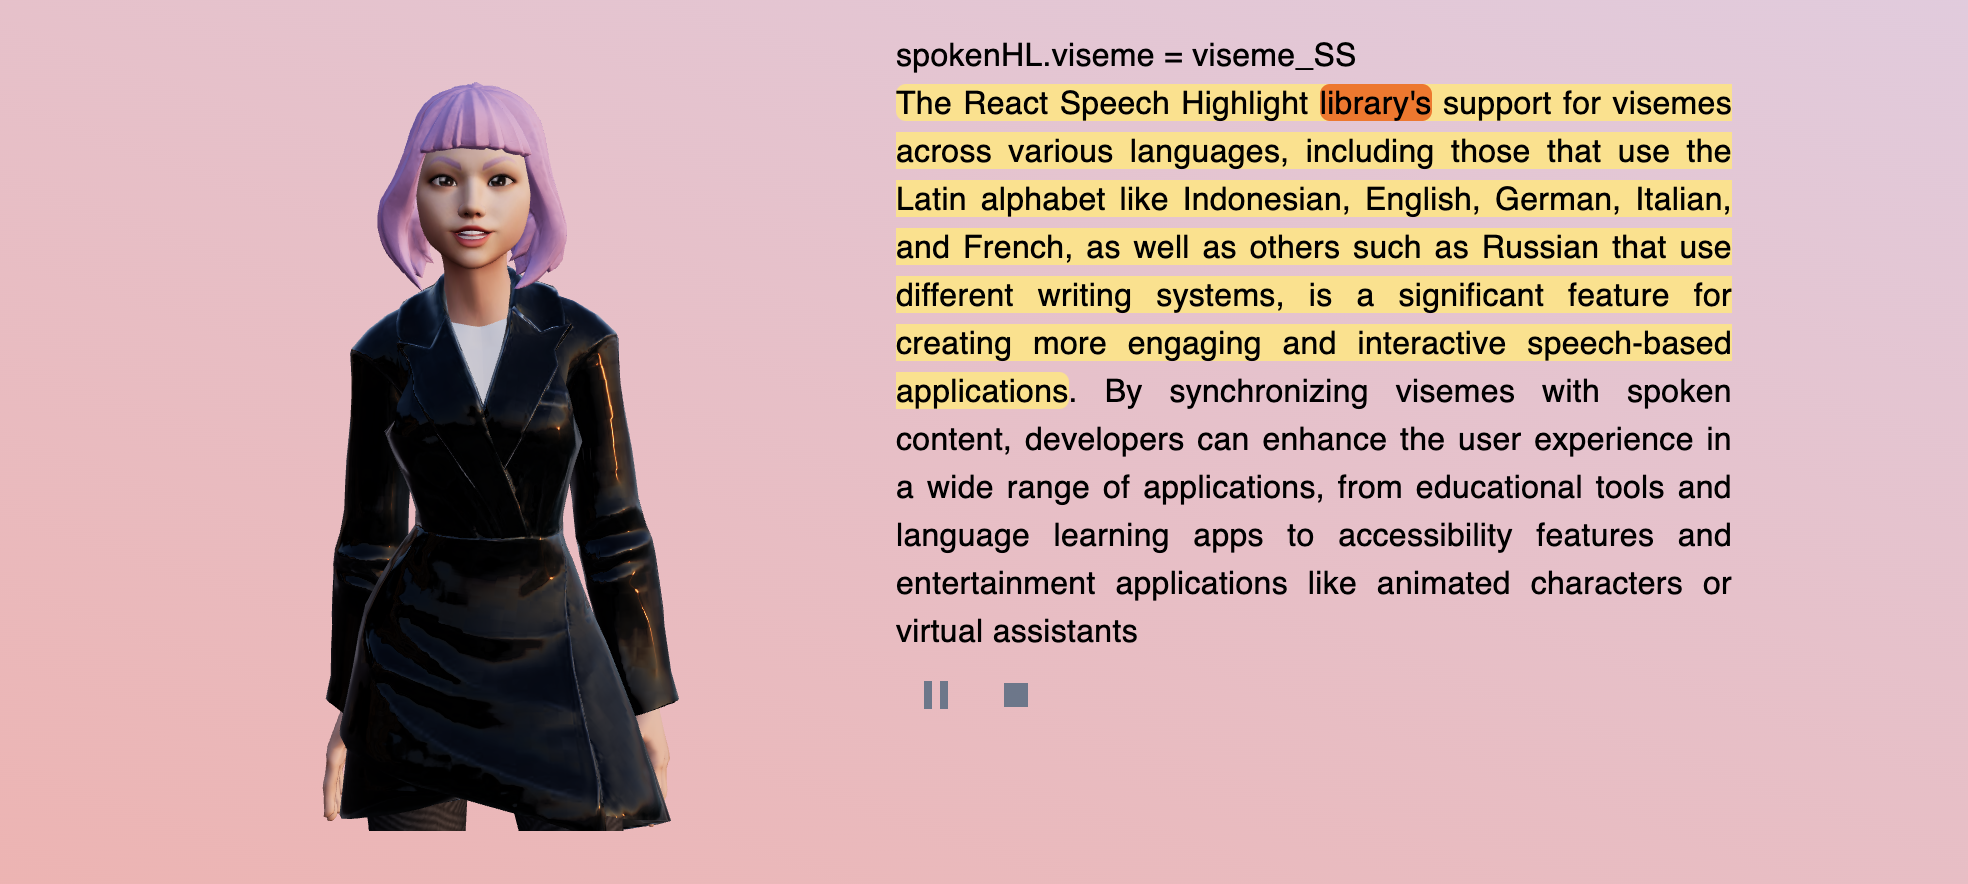 spokenHL.viseme = viseme_SS
The React Speech Highlight library's support for visemes
across various languages, including those that use the
Latin alphabet like Indonesian, English, German, Italian,
and French, as well as others such as Russian that use
different writing systems, is a significant feature for
creating more engaging and interactive speech-based
applications. By synchronizing visemes with spoken
content, developers can enhance the user experience in
a wide range of applications, from educational tools and
language learning apps to accessibility features and
entertainment applications like animated characters or
virtual assistants